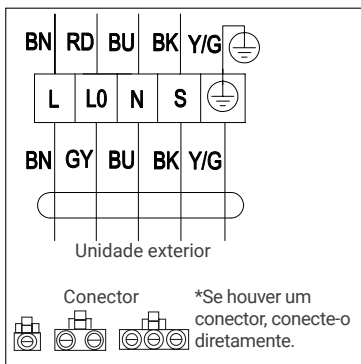 BN RD BU BK Y/G
L L0 N S
BN GY BU BK Y/G
Unidade exterior
Conector
*Se houver um
conector, conecte-o
diretamente.